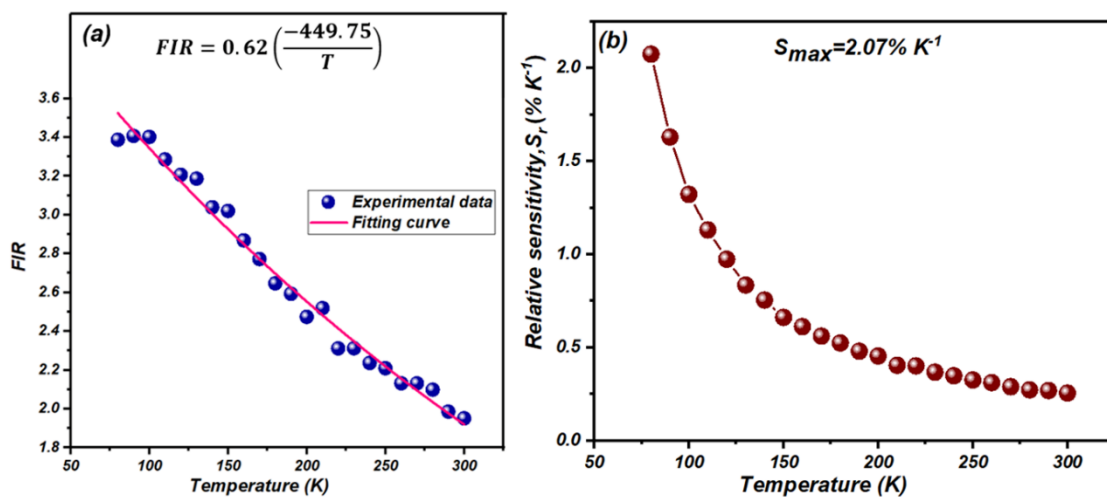 (a)
FIR = 0.62 (−449.75 / T)
FIR
3.6
3.4
3.2
3.0
2.8
2.6
2.4
2.2
2.0
1.8
Experimental data
Fitting curve
50 100 150 200 250 300
Temperature (K)
(b)
S_max=2.07% K⁻¹
Relative sensitivity,S_r (% K⁻¹)
2.0
1.5
1.0
0.5
0.0
50 100 150 200 250 300
Temperature (K)